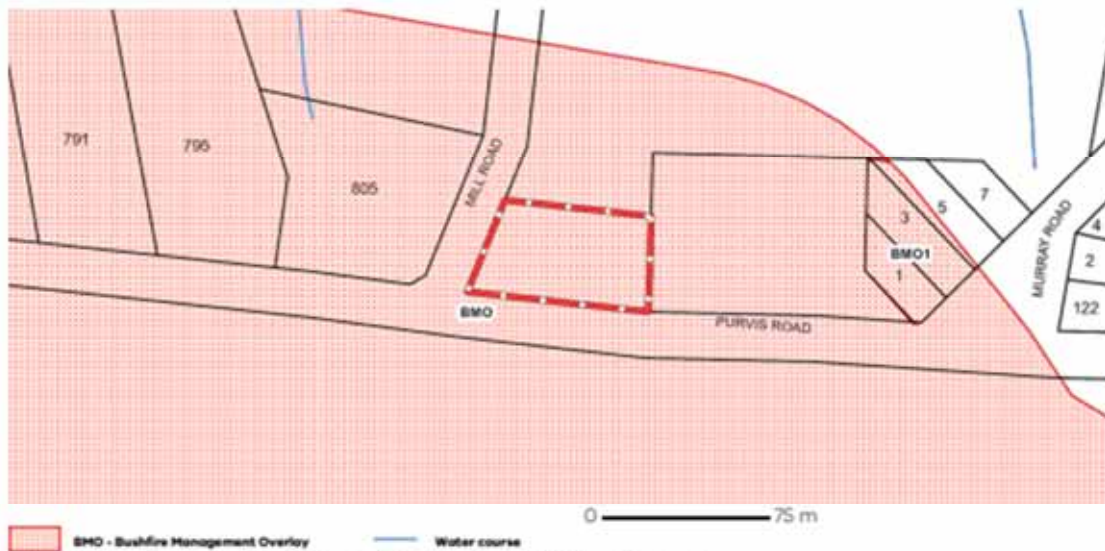 791
795
805
MILL ROAD
BMO
PURVIS ROAD
3
5
7
BMO1
1
MURRAY ROAD
4
2
122
0 75 m
BMO - Bushfire Management Overlay
Water course